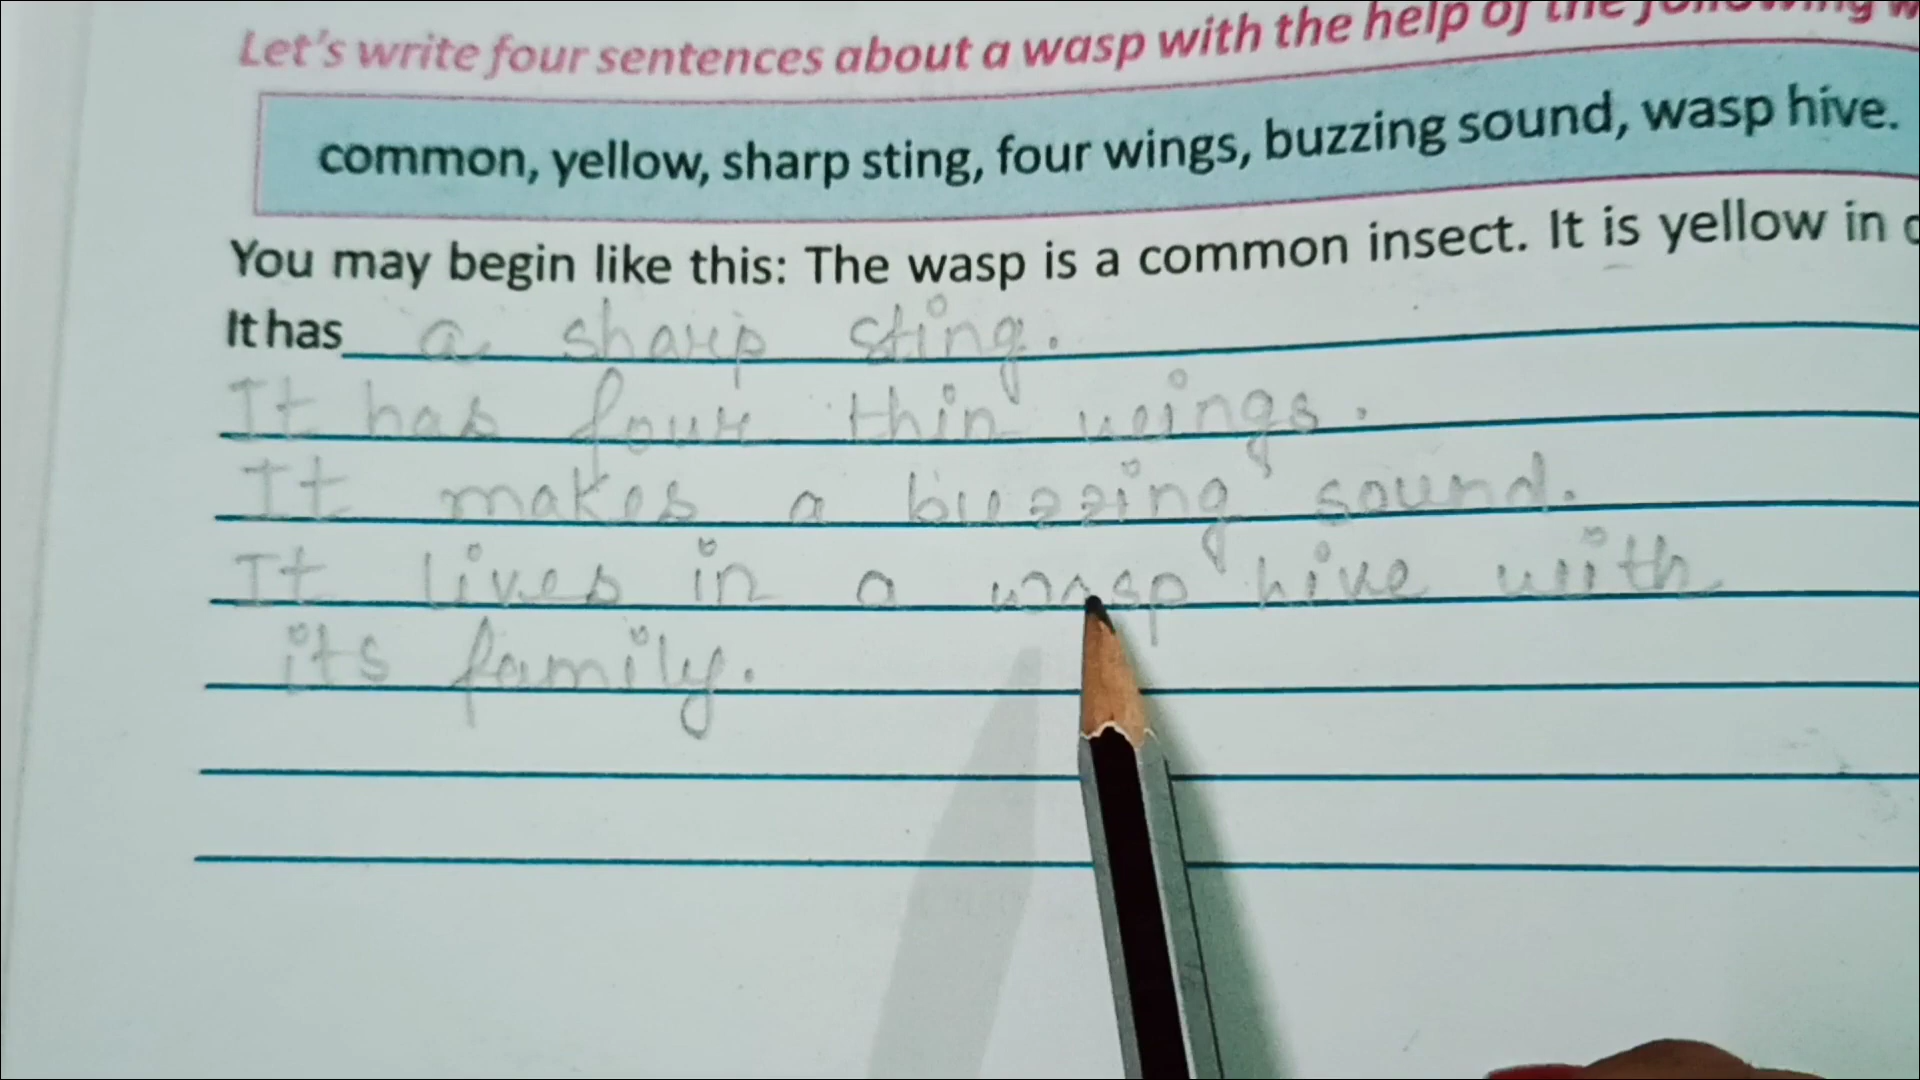 Let's write four sentences about a wasp with the help of the following
common, yellow, sharp sting, four wings, buzzing sound, wasp hive.
You may begin like this: The wasp is a common insect. It is yellow in
It has a sharp sting.
It has four thin wings.
It makes a buzzing sound.
It lives in a wasp hive with
its family.